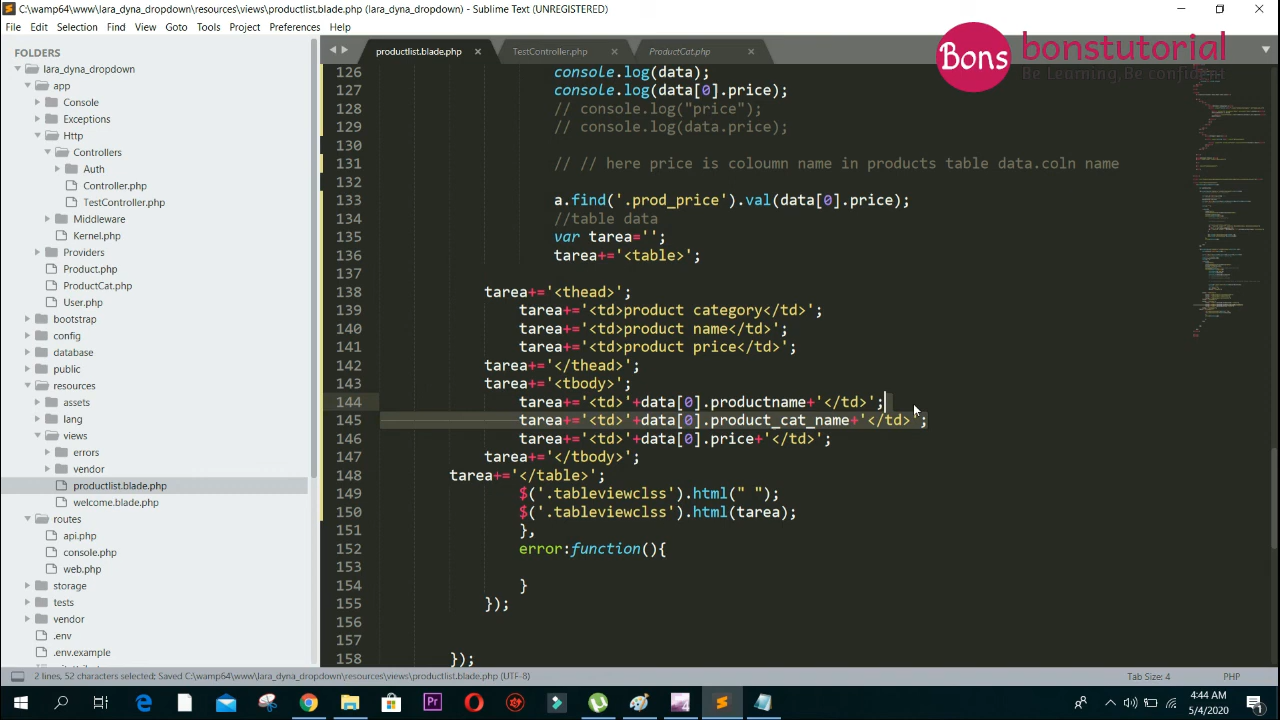 C:\wamp64\www\lara_dyna_dropdown\resources\views\productlist.blade.php (lara_dyna_dropdown) - Sublime Text (UNREGISTERED)
File Edit Selection Find View Goto Tools Project Preferences Help
FOLDERS
lara_dyna_dropdown
app
Console
Exceptions
Http
Controllers
Auth
Controller.php
TestController.php
Middleware
Kernel.php
Providers
Product.php
ProductCat.php
User.php
bootstrap
config
database
public
resources
assets
lang
views
errors
vendor
productlist.blade.php
welcome.blade.php
routes
api.php
console.php
web.php
storage
tests
vendor
.env
.env.example
productlist.blade.php TestController.php ProductCat.php
Bons bonstutorial
Be Learning,Be confident
126 console.log(data);
127 console.log(data[0].price);
128 // console.log("price");
129 // console.log(data.price);
130
131 // // here price is coloumn name in products table data.coln name
132
133 a.find('.prod_price').val(data[0].price);
134 //table data
135 var tarea='';
136 tarea+='<table>';
137
138 tarea+='<thead>';
139 tarea+='<td>product category</td>';
140 tarea+='<td>product name</td>';
141 tarea+='<td>product price</td>';
142 tarea+='</thead>';
143 tarea+='<tbody>';
144 tarea+='<td>'+data[0].productname+'</td>';
145 tarea+='<td>'+data[0].product_cat_name+'</td>';
146 tarea+='<td>'+data[0].price+'</td>';
147 tarea+='</tbody>';
148 tarea+='</table>';
149 $('.tableviewclss').html(" ");
150 $('.tableviewclss').html(tarea);
151 },
152 error:function(){
153
154 }
155 });
156
157
158 });
2 lines, 52 characters selected; Saved C:\wamp64\www\lara_dyna_dropdown\resources\views\productlist.blade.php (UTF-8) Tab Size: 4 PHP
4:44 AM
5/4/2020